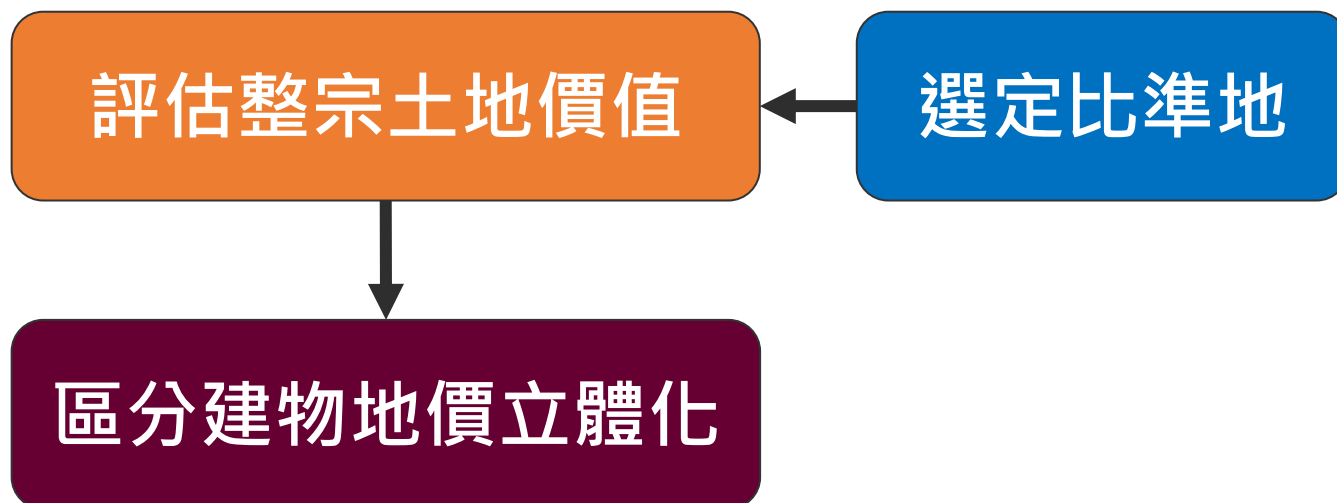 評估整宗土地價值
選定比準地
區分建物地價立體化